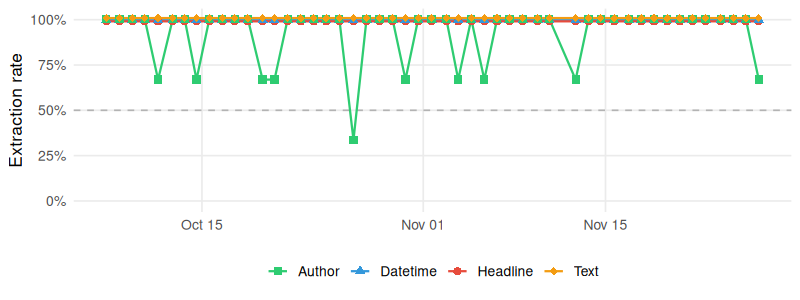 Extraction rate
100%
75%
50%
25%
0%
Oct 15 Nov 01 Nov 15
Author Datetime Headline Text